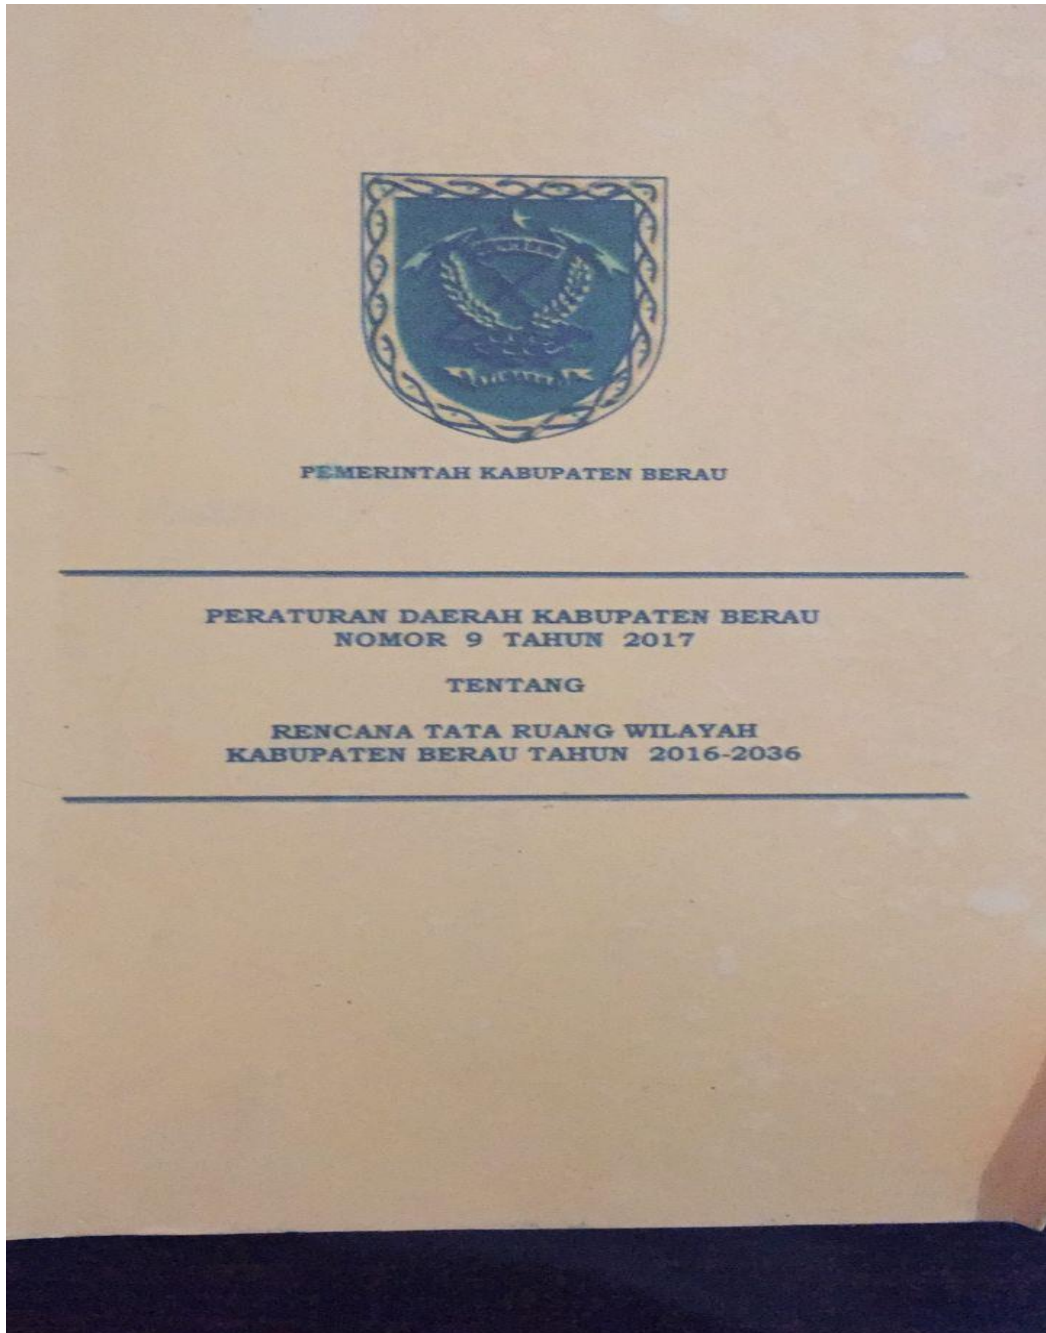 PEMERINTAH KABUPATEN BERAU
PERATURAN DAERAH KABUPATEN BERAU
NOMOR 9 TAHUN 2017
TENTANG
RENCANA TATA RUANG WILAYAH
KABUPATEN BERAU TAHUN 2016-2036